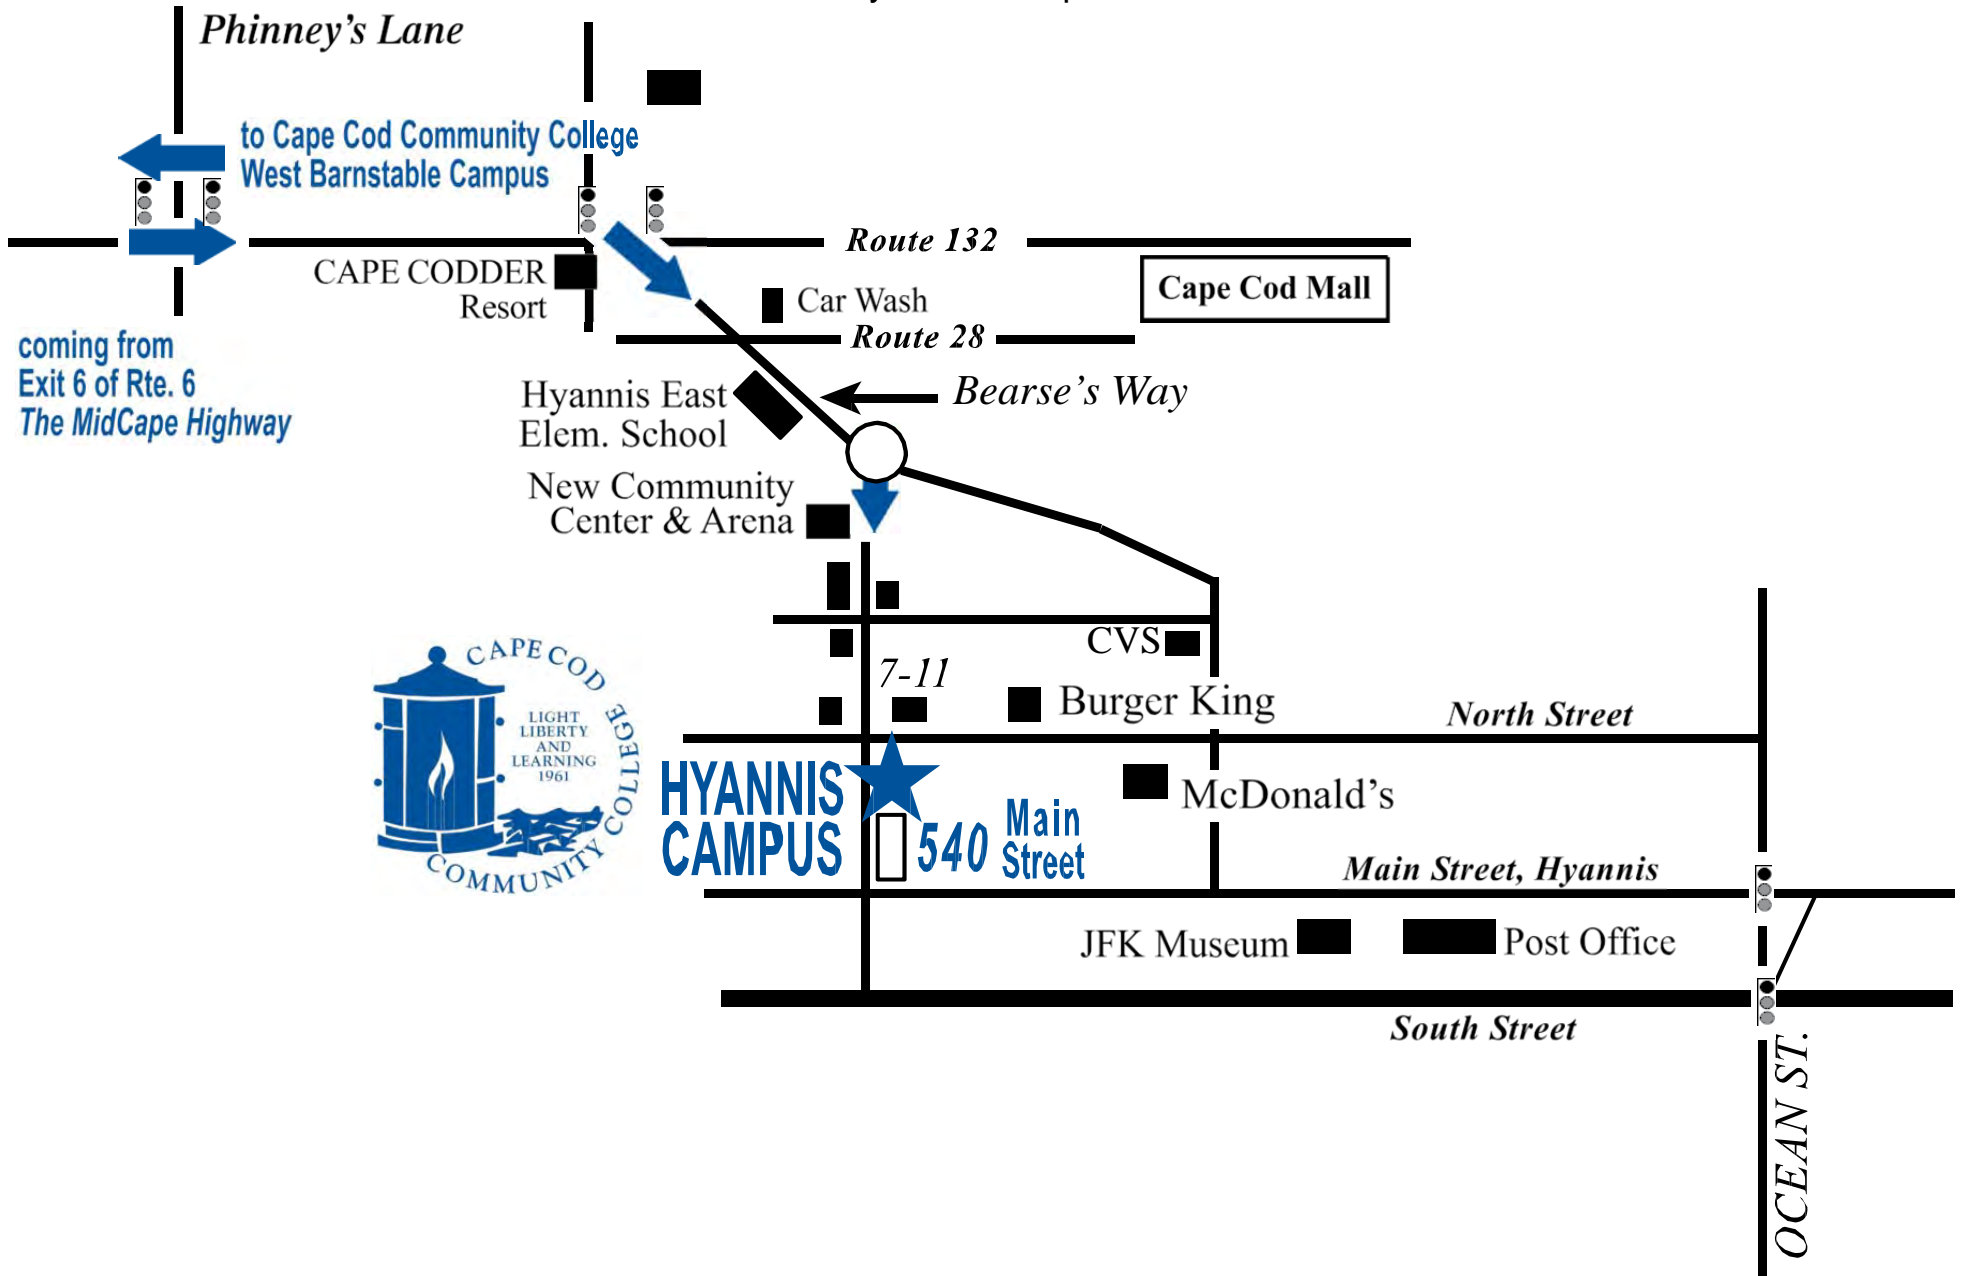 Phinney's Lane
to Cape Cod Community College
West Barnstable Campus
Route 132
CAPE CODDER
Resort
Car Wash
Cape Cod Mall
Route 28
coming from
Exit 6 of Rte. 6
The MidCape Highway
Hyannis East
Elem. School
Bearse's Way
New Community
Center & Arena
CVS
7-11
Burger King
North Street
CAPE COD COMMUNITY COLLEGE
LIGHT
LIBERTY
AND
LEARNING
1961
HYANNIS
CAMPUS
540
Main
Street
McDonald's
Main Street, Hyannis
JFK Museum
Post Office
South Street
OCEAN ST.